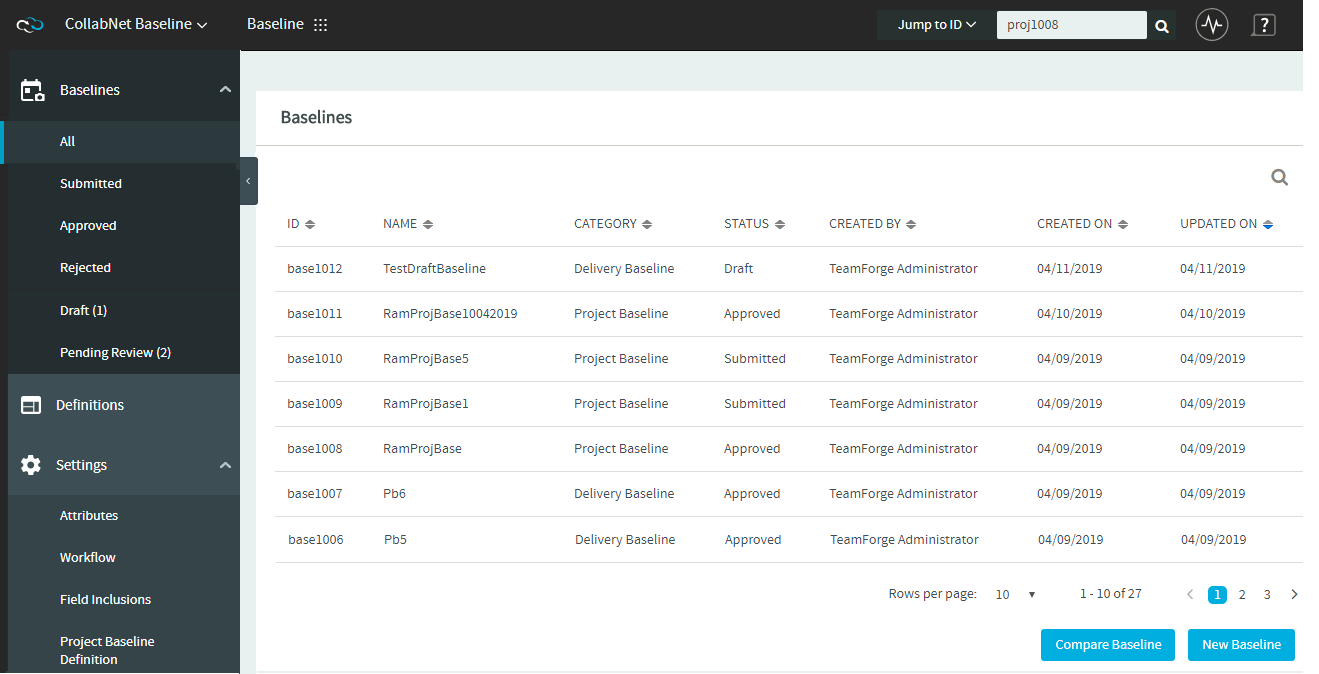 CollabNet Baseline
Baseline
Jump to ID
proj1008
?
Baselines
All
Submitted
Approved
Rejected
Draft (1)
Pending Review (2)
Definitions
Settings
Attributes
Workflow
Field Inclusions
Project Baseline
Definition
Baselines
ID NAME CATEGORY STATUS CREATED BY CREATED ON UPDATED ON
base1012 TestDraftBaseline Delivery Baseline Draft TeamForge Administrator 04/11/2019 04/11/2019
base1011 RamProjBase10042019 Project Baseline Approved TeamForge Administrator 04/10/2019 04/10/2019
base1010 RamProjBase5 Project Baseline Submitted TeamForge Administrator 04/09/2019 04/09/2019
base1009 RamProjBase1 Project Baseline Submitted TeamForge Administrator 04/09/2019 04/09/2019
base1008 RamProjBase Project Baseline Approved TeamForge Administrator 04/09/2019 04/09/2019
base1007 Pb6 Delivery Baseline Approved TeamForge Administrator 04/09/2019 04/09/2019
base1006 Pb5 Delivery Baseline Approved TeamForge Administrator 04/09/2019 04/09/2019
Rows per page: 10 1 - 10 of 27 1 2 3
Compare Baseline New Baseline